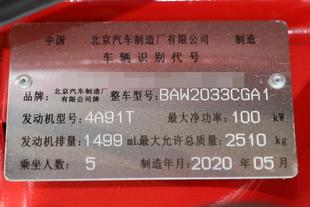 中国 北京汽车制造厂有限公司 制造
车辆识别代号
品牌: 北京汽车制造厂有限公司牌 整车型号: BAW2033CGA1
发动机型号: 4A91T 最大净功率: 100 kW
发动机排量: 1499 mL 最大允许总质量: 2510 kg
乘坐人数: 5 制造年月: 2020 年 05 月